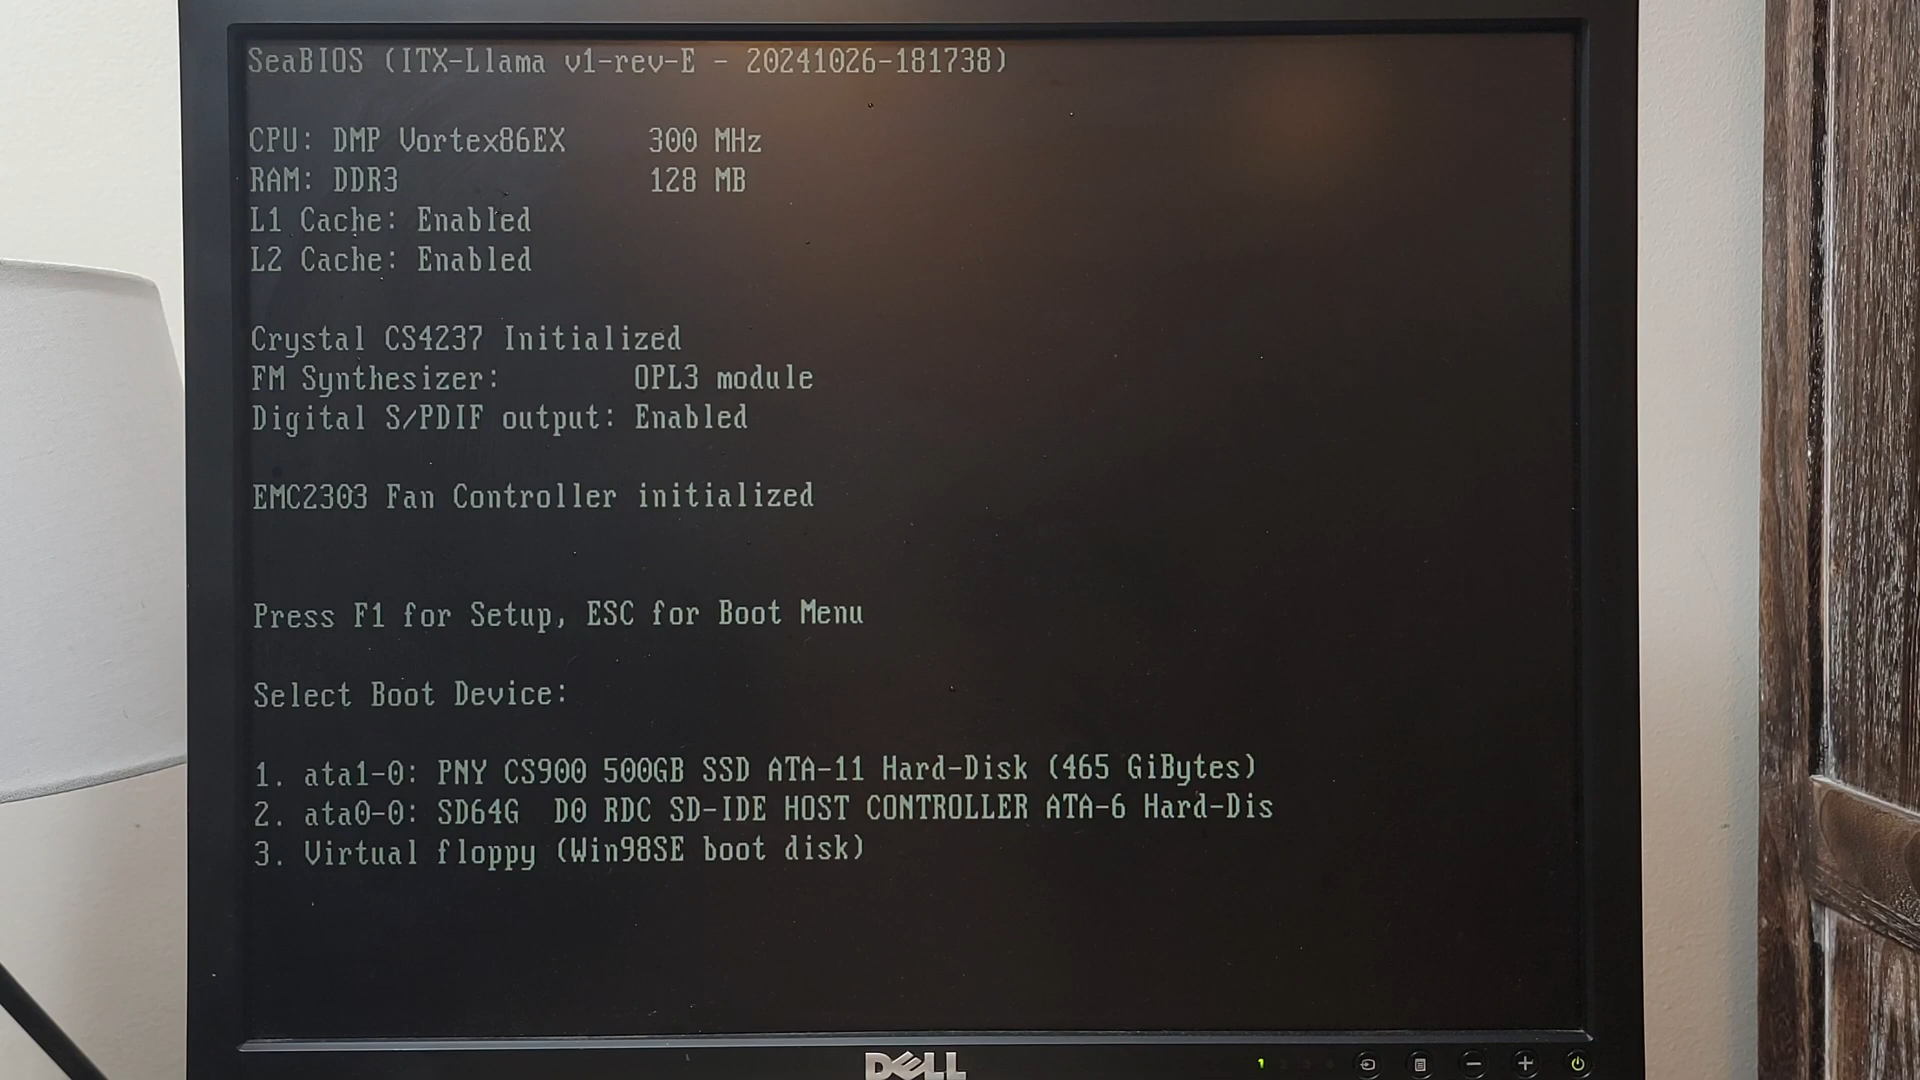 SeaBIOS (ITX-Llama v1-rev-E - 20241026-181738)
CPU: DMP Vortex86EX 300 MHz
RAM: DDR3 128 MB
L1 Cache: Enabled
L2 Cache: Enabled
Crystal CS4237 Initialized
FM Synthesizer: OPL3 module
Digital S/PDIF output: Enabled
EMC2303 Fan Controller initialized
Press F1 for Setup, ESC for Boot Menu
Select Boot Device:
1. ata1-0: PNY CS900 500GB SSD ATA-11 Hard-Disk (465 GiBytes)
2. ata0-0: SD64G D0 RDC SD-IDE HOST CONTROLLER ATA-6 Hard-Dis
3. Virtual floppy (Win98SE boot disk)
DELL
1